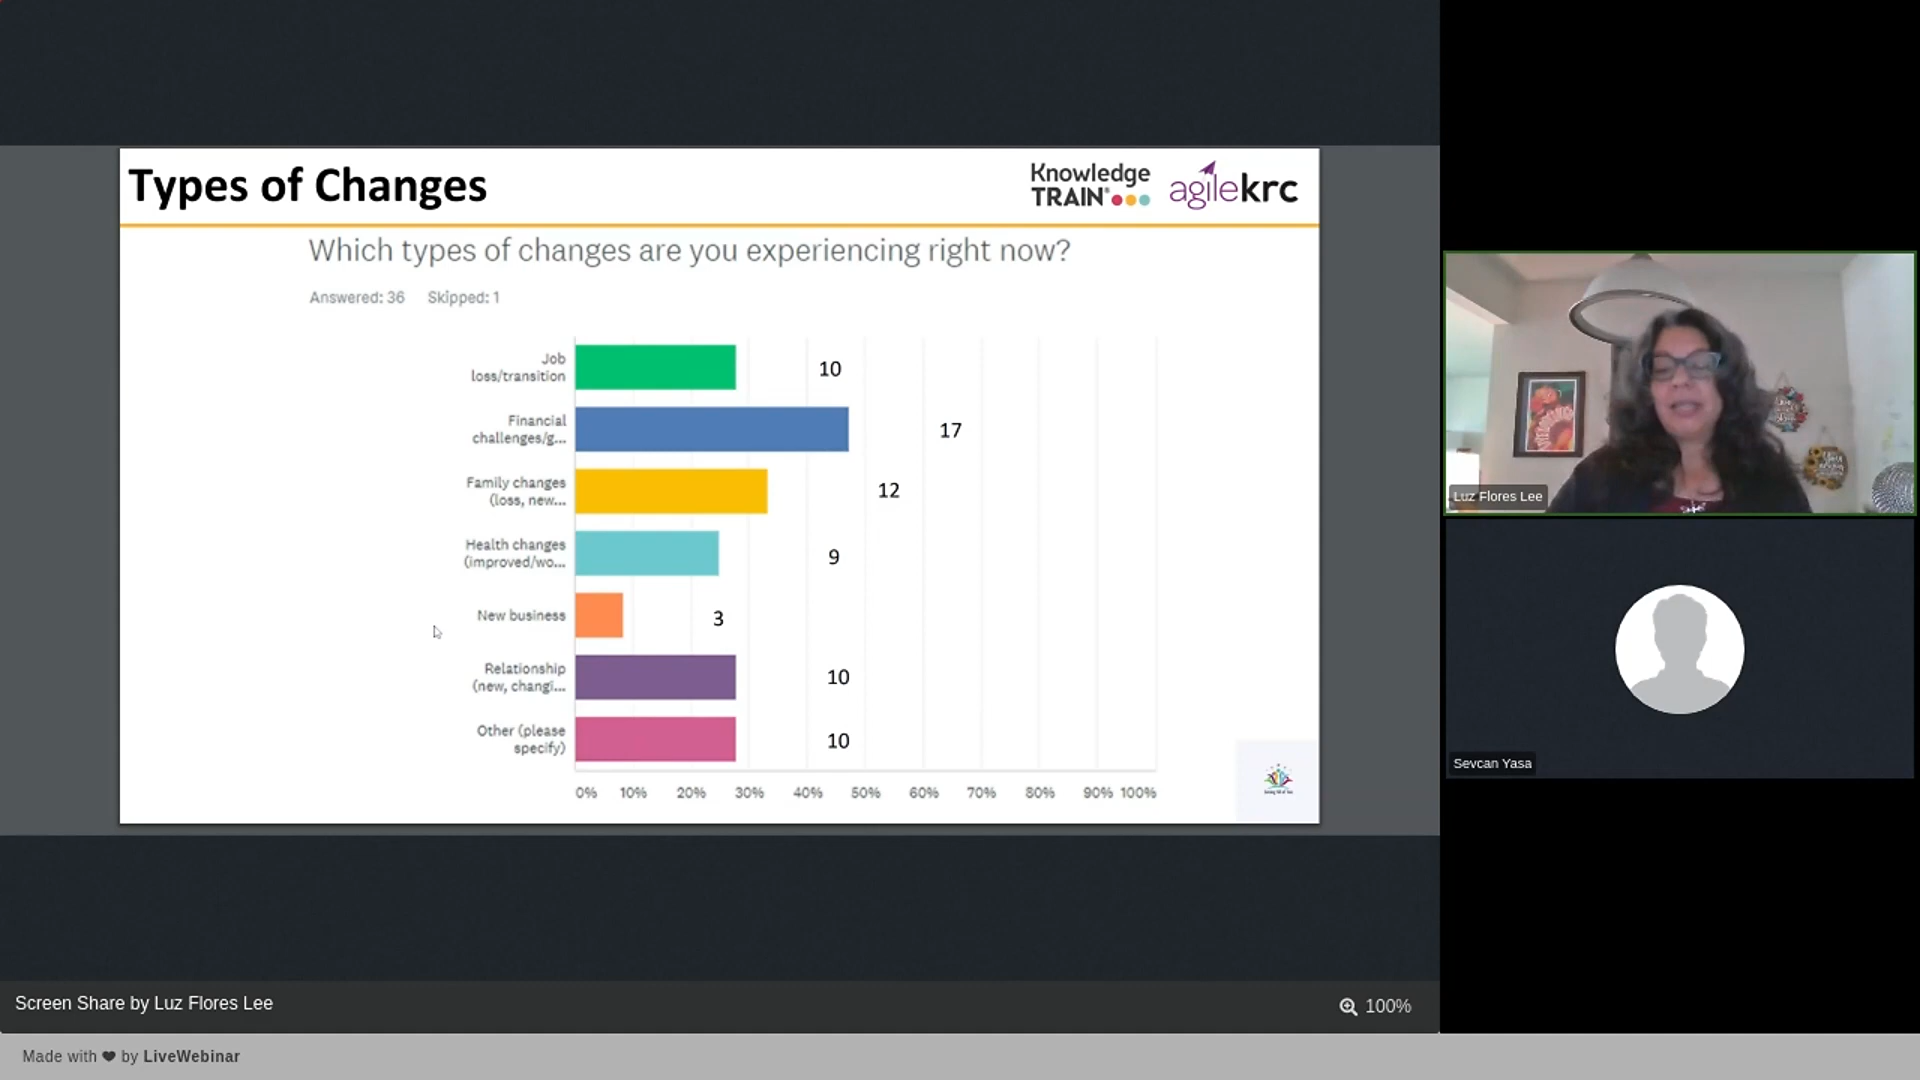 Types of Changes
Knowledge
TRAIN®
agilekrc
Which types of changes are you experiencing right now?
Answered: 36 Skipped: 1
Job
loss/transition
10
Financial
challenges/g...
17
Family changes
(loss, new...
12
Health changes
(improved/wo...
9
New business
3
Relationship
(new, changi...
10
Other (please
specify)
10
0% 10% 20% 30% 40% 50% 60% 70% 80% 90% 100%
Luz Flores Lee
Sevcan Yasa
Screen Share by Luz Flores Lee
100%
Made with ❤ by LiveWebinar